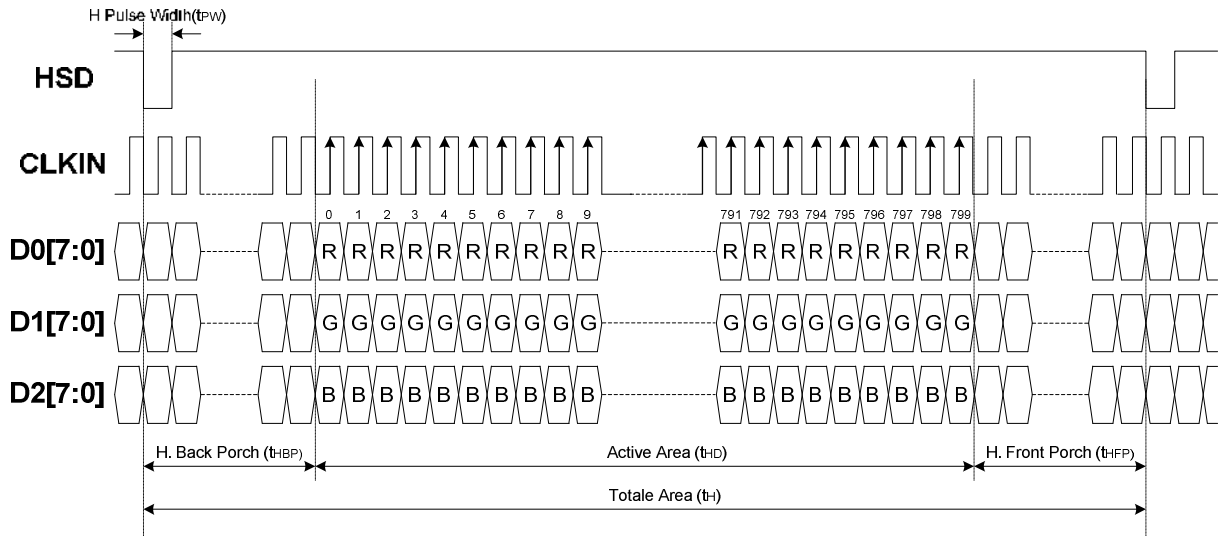 H Pulse Width(tPW)
HSD
CLKIN
0 1 2 3 4 5 6 7 8 9 791 792 793 794 795 796 797 798 799
D0[7:0] R R R R R R R R R R R R R R R R R R R
D1[7:0] G G G G G G G G G G G G G G G G G G G
D2[7:0] B B B B B B B B B B B B B B B B B B B
H. Back Porch (tHBP) Active Area (tHD) H. Front Porch (tHFP)
Totale Area (tH)